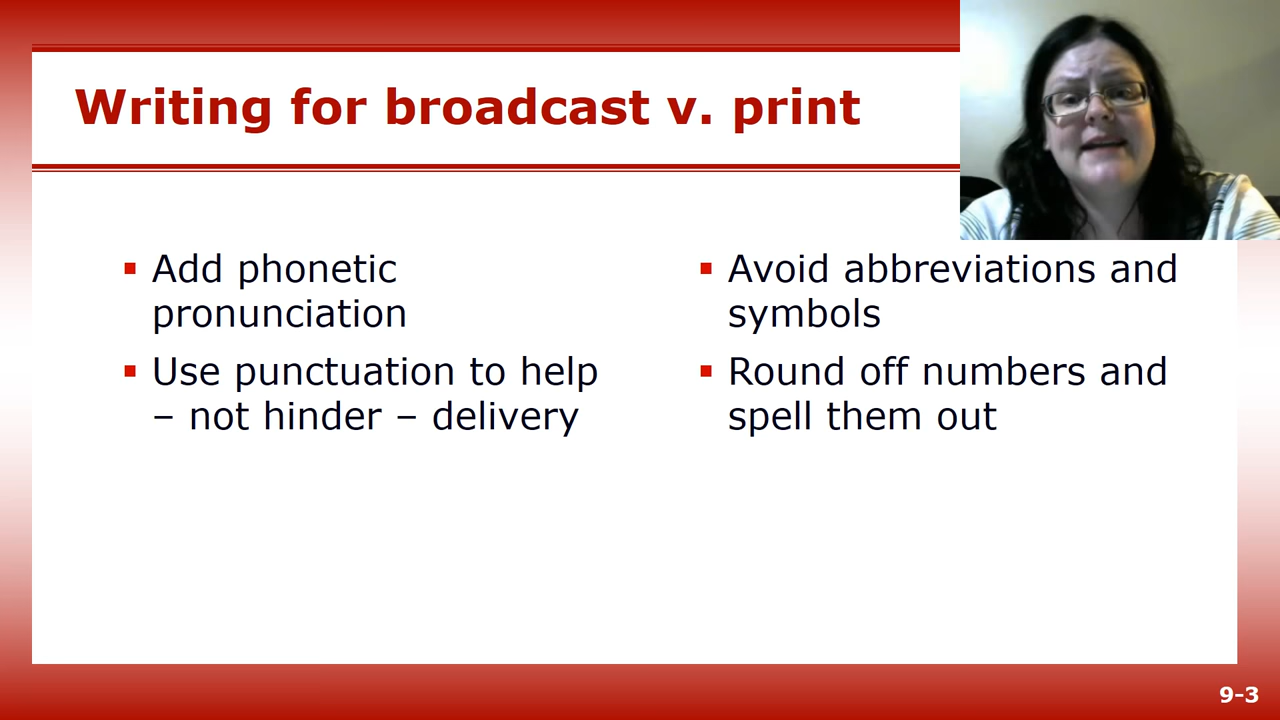 Writing for broadcast v. print
▪ Add phonetic
pronunciation
▪ Use punctuation to help
– not hinder – delivery
▪ Avoid abbreviations and
symbols
▪ Round off numbers and
spell them out
9-3